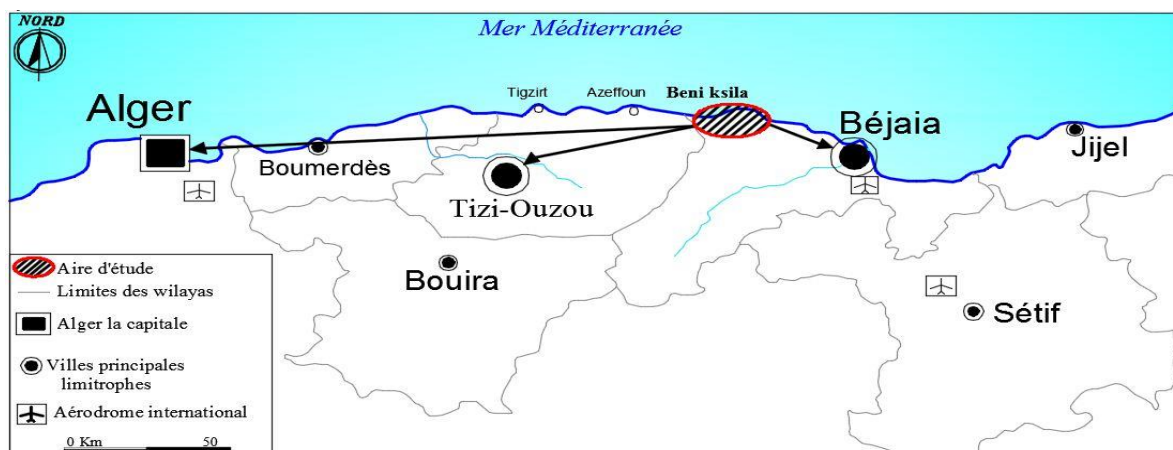 NORD
Mer Méditerranée
Tigzirt
Azeffoun
Beni ksila
Alger
Béjaia
Boumerdès
Jijel
Tizi-Ouzou
Bouira
Sétif
Aire d'étude
Limites des wilayas
Alger la capitale
Villes principales
limitrophes
Aérodrome international
0 Km 50